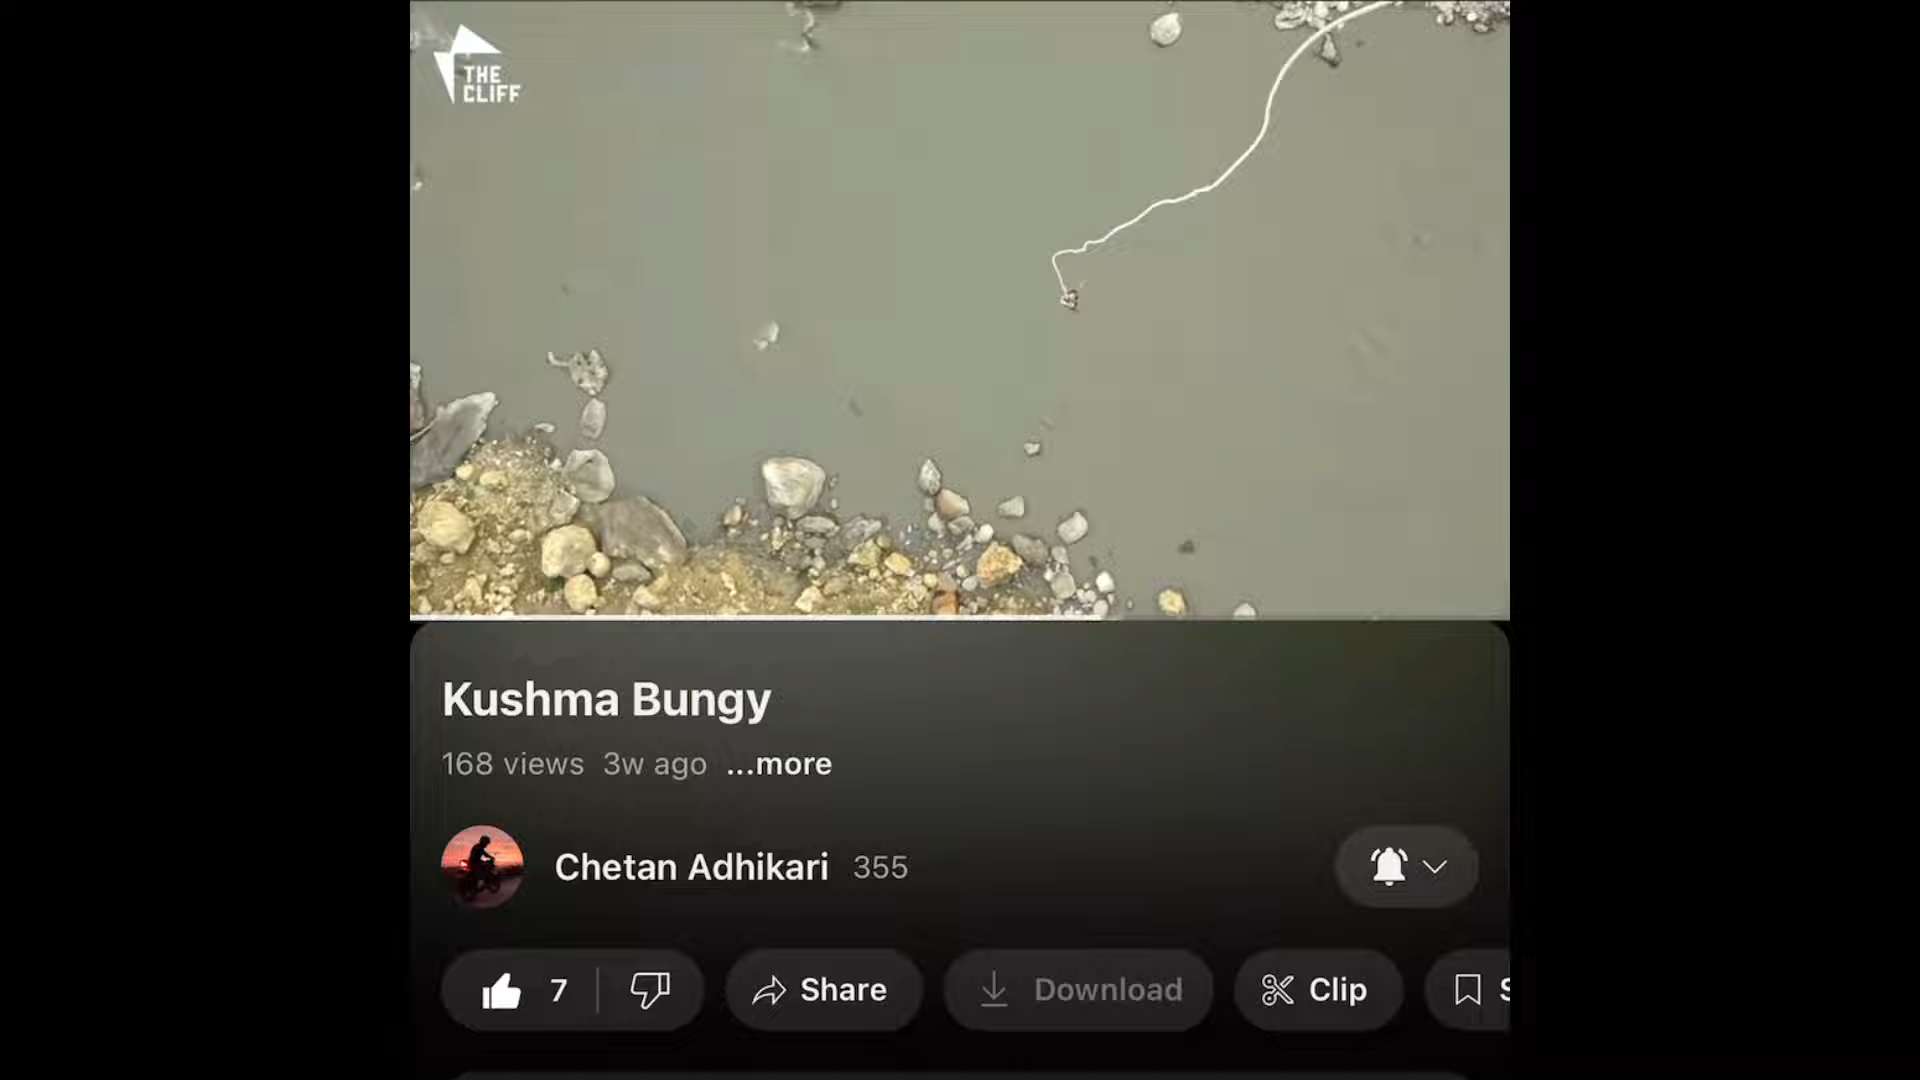 THE
CLIFF
Kushma Bungy
168 views 3w ago ...more
Chetan Adhikari 355
7 Share Download Clip S